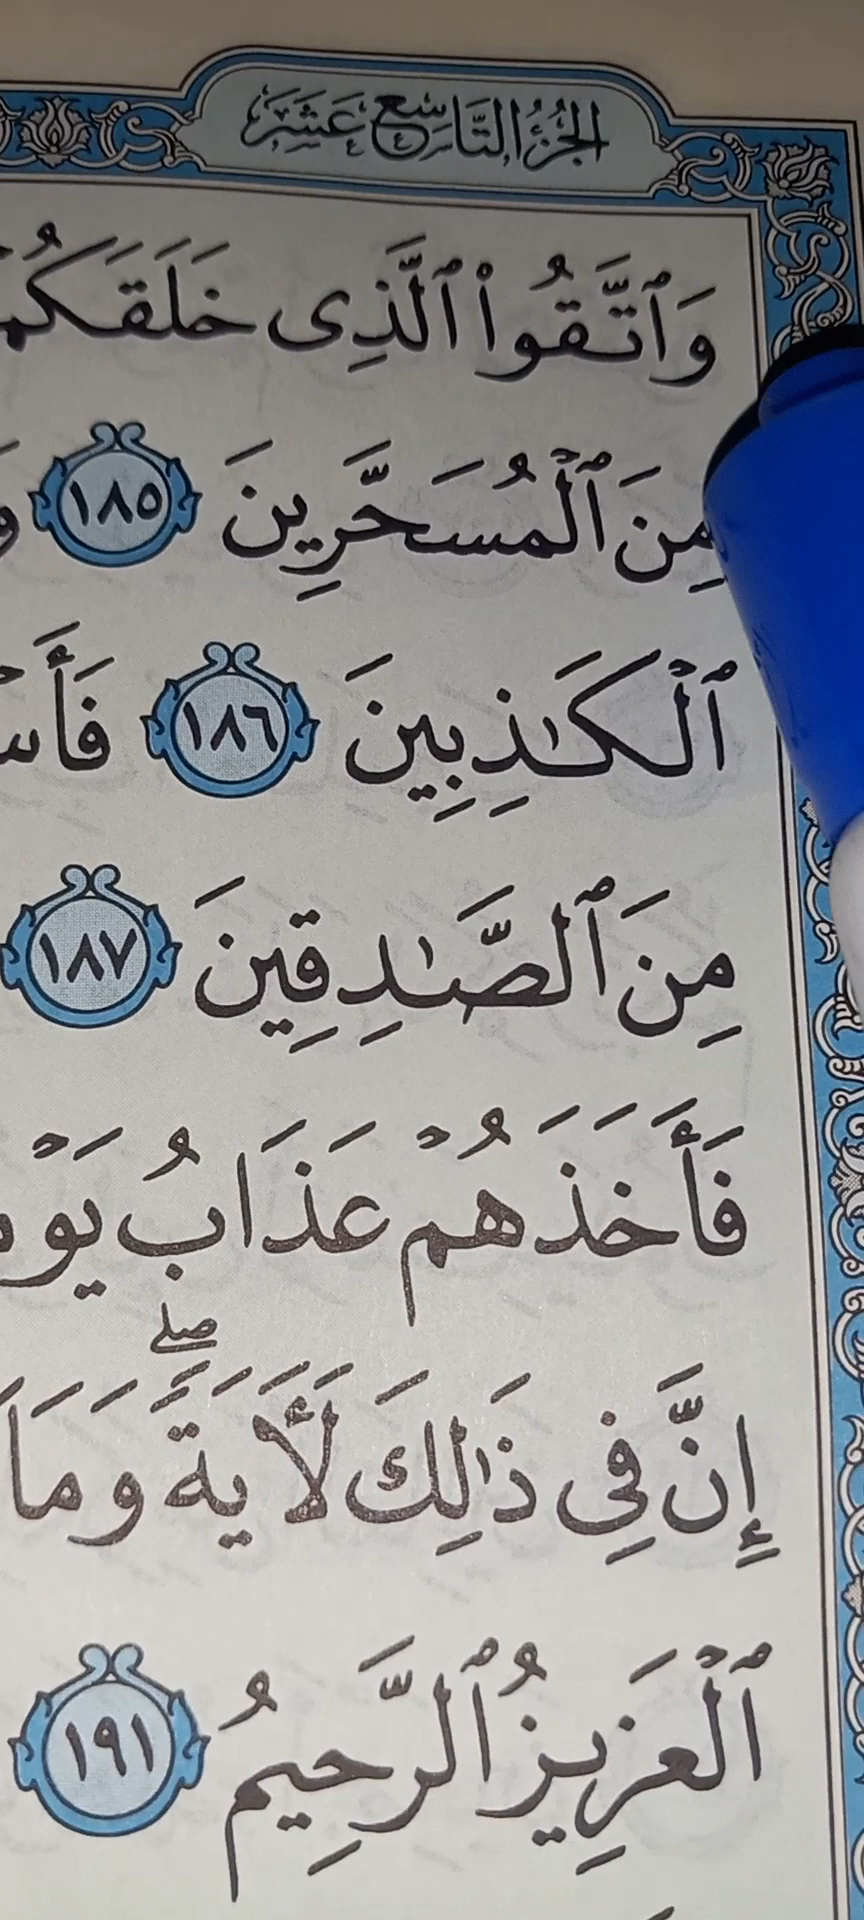 الجُزْءُ التَّاسِعَ عَشَرَ
وَٱتَّقُوا۟ ٱلَّذِى خَلَقَكُمْ
مِنَ ٱلْمُسَحَّرِينَ ١٨٥
ٱلْكَـٰذِبِينَ ١٨٦
مِنَ ٱلصَّـٰدِقِينَ ١٨٧
فَأَخَذَهُمْ عَذَابُ
إِنَّ فِى ذَٰلِكَ لَأٓيَةً ۖ وَمَا
ٱلْعَزِيزُ ٱلرَّحِيمُ ١٩١